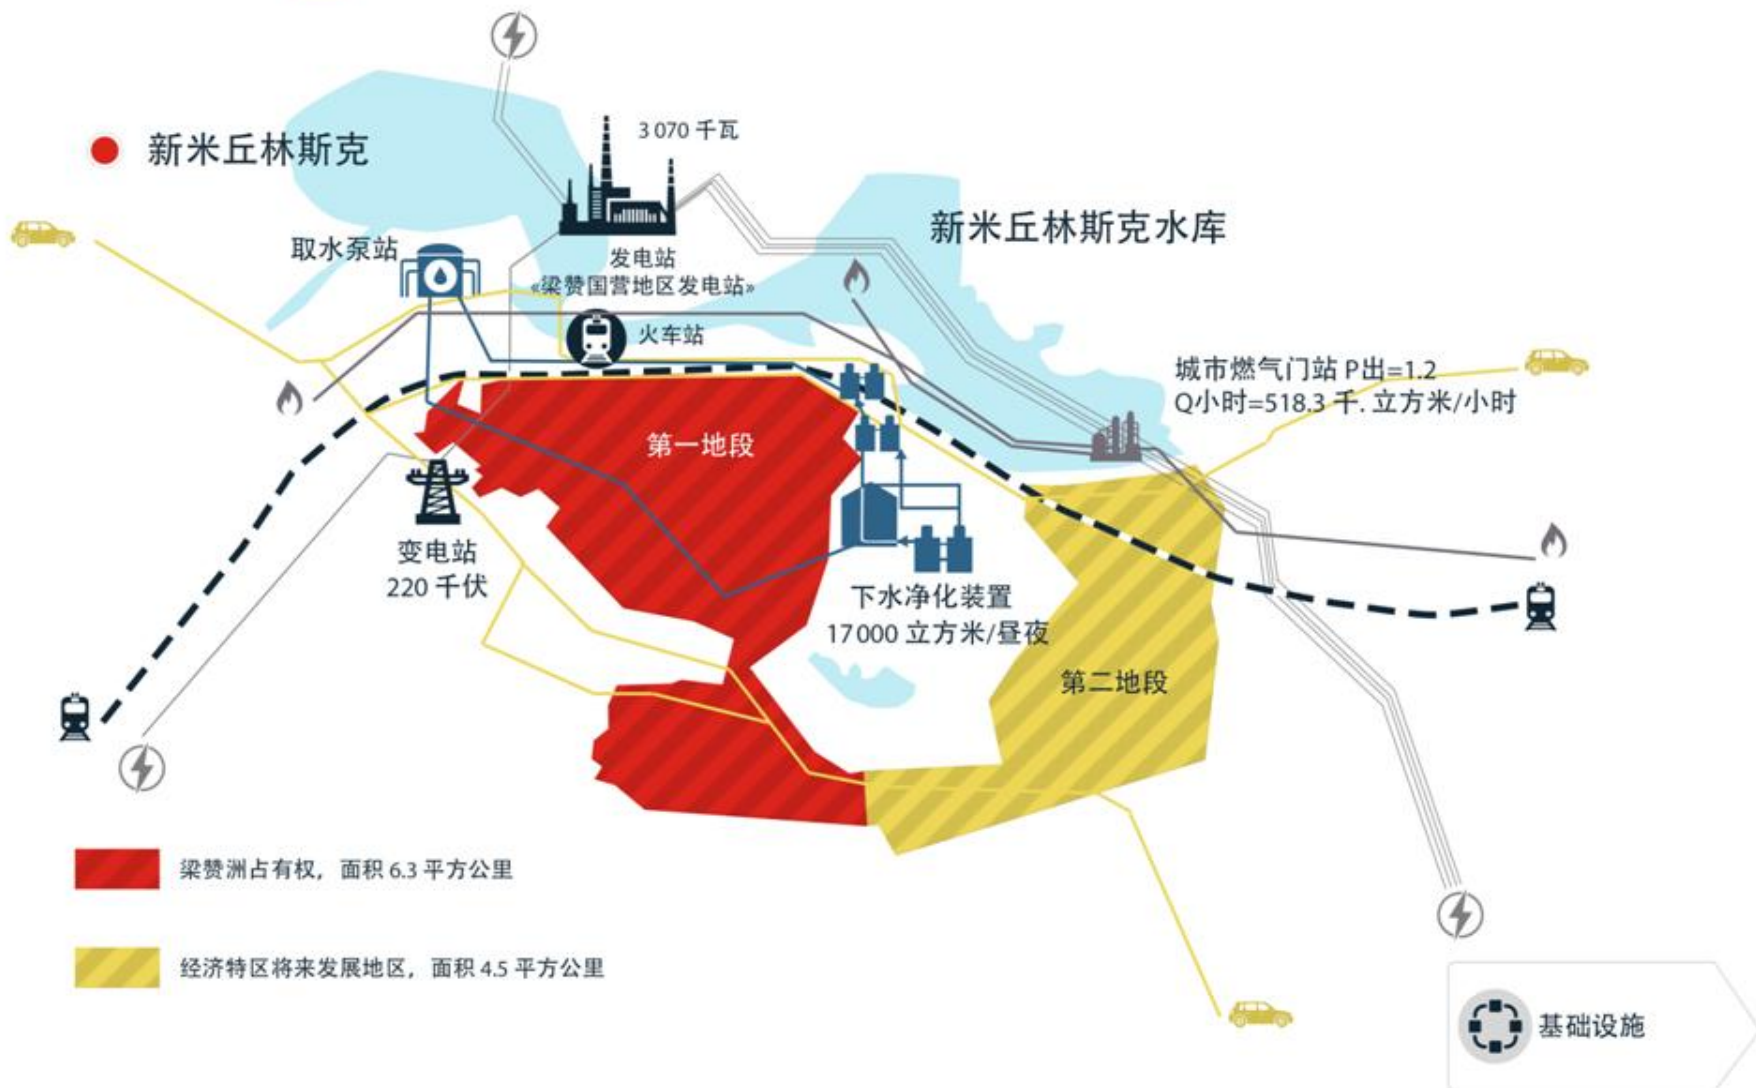 3 070 千瓦
新米丘林斯克
新米丘林斯克水库
取水泵站
发电站
«梁赞国营地区发电站»
火车站
城市燃气门站 P出=1.2
Q小时=518.3 千. 立方米/小时
第一地段
变电站
220 千伏
下水净化装置
17 000 立方米/昼夜
第二地段
梁赞洲占有权，面积 6.3 平方公里
经济特区将来发展地区，面积 4.5 平方公里
基础设施